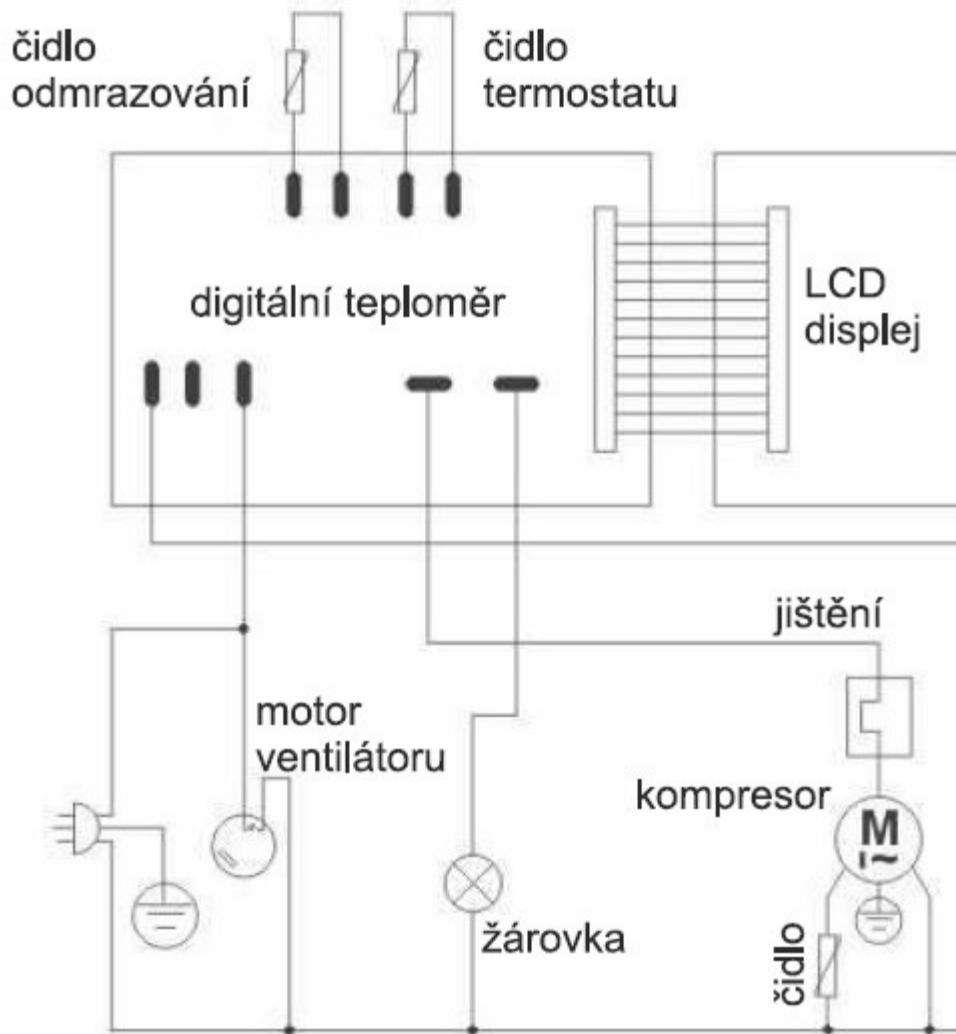 čidlo
odmrazování
čidlo
termostatu
digitální teploměr
LCD
displej
jištění
motor
ventilátoru
kompresor
M
žárovka
čidlo